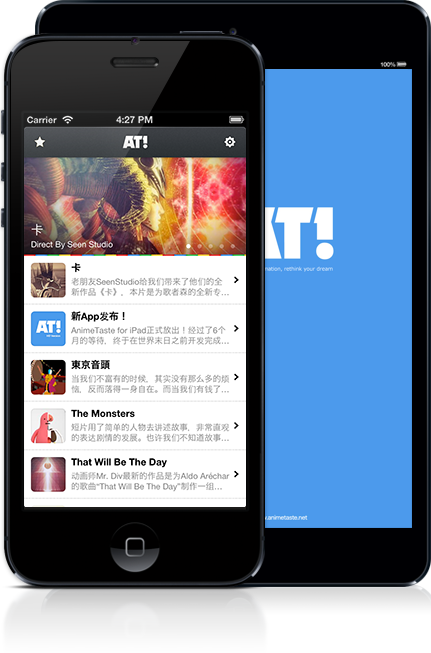 Carrier
4:27 PM
AT!
卡
Direct By Seen Studio
卡
老朋友SeenStudio给我们带来了他们的全
新作品《卡》，本片是为歌者森的全新专…
AT!
新App发布！
AnimeTaste for iPad正式放出！经过了6个
月的等待，终于在世界末日之前开发完成…
東京音頭
当我们不富有的时候，其实没有那么多的烦
恼，反而落得一身自在。而当我们有钱了…
The Monsters
短片用了简单的人物去讲述故事，非常直观
的表达剧情的发展。也许我们不知道故事…
That Will Be The Day
动画师Mr. Div最新的作品是为Aldo Aréchar
的歌曲“That Will Be The Day”制作一组…
100%
AT!
nation, rethink your dream
.animetaste.net